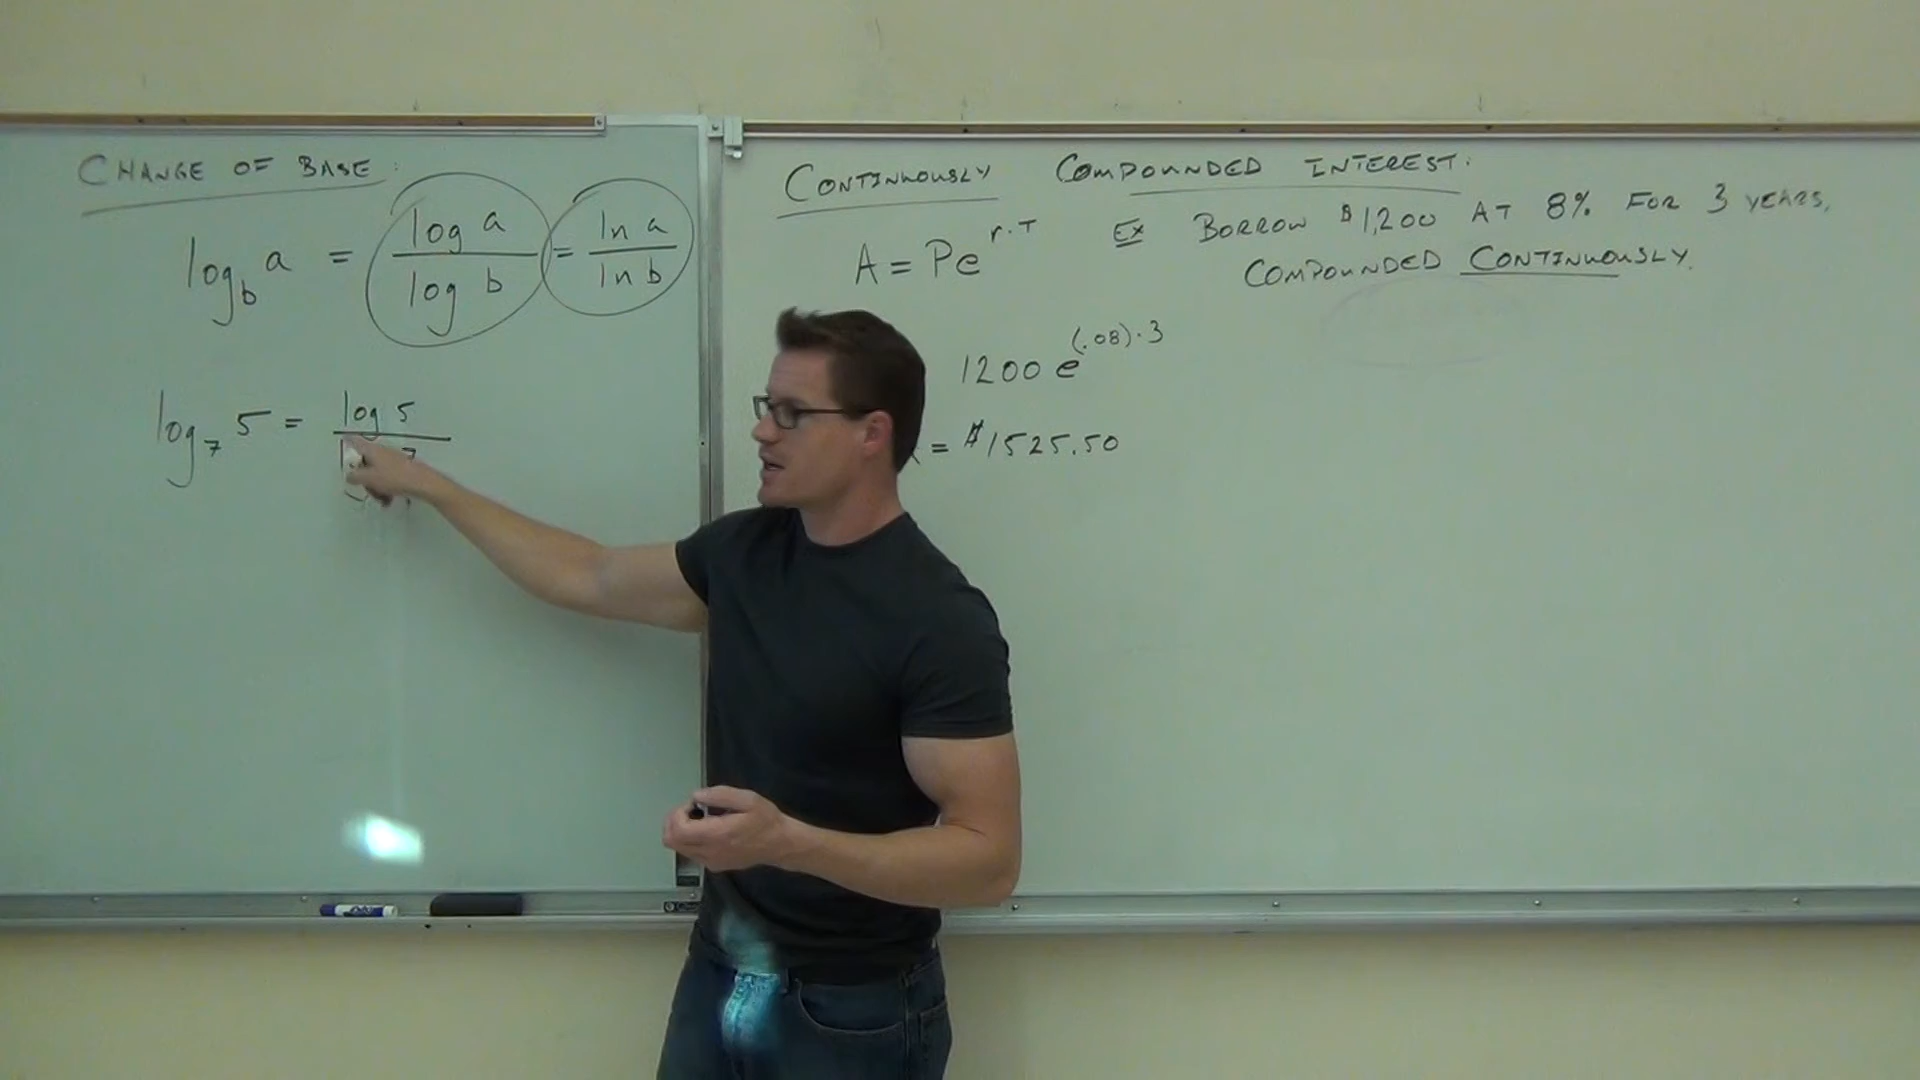 CHANGE OF BASE:
log_b a = log a / log b = ln a / ln b
log_7 5 = log 5 / 7
CONTINUOUSLY COMPOUNDED INTEREST:
A = Pe^{r·T}
EX BORROW $1,200 AT 8% FOR 3 YEARS,
COMPOUNDED CONTINUOUSLY.
1200 e^{(.08)·3}
= $1525.50